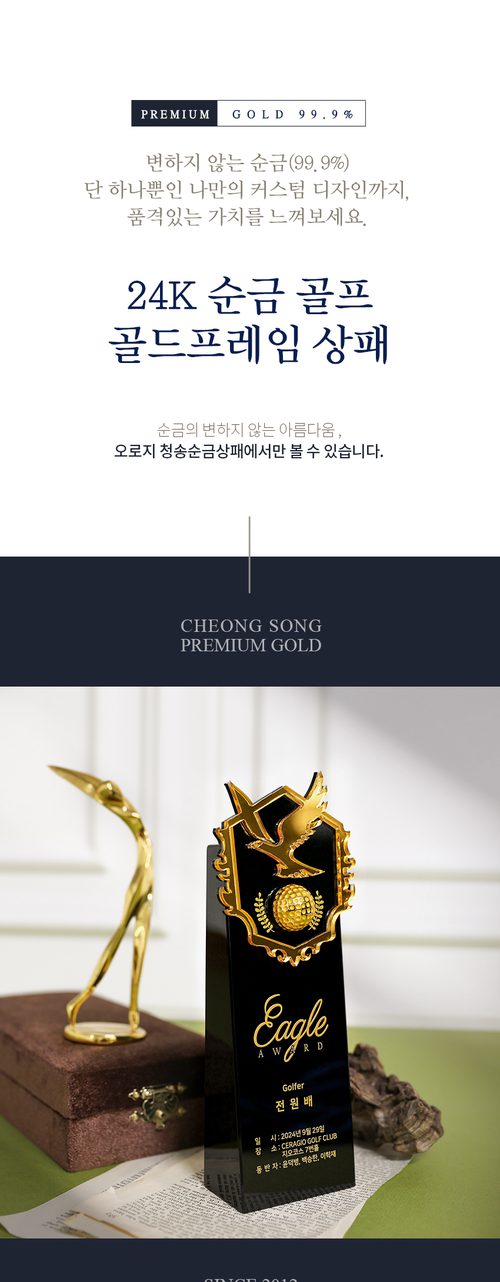 PREMIUM GOLD 99.9%
변하지 않는 순금(99.9%)
단 하나뿐인 나만의 커스텀 디자인까지,
품격있는 가치를 느껴보세요.
24K 순금 골프
골드프레임 상패
순금의 변하지 않는 아름다움,
오로지 청송순금상패에서만 볼 수 있습니다.
CHEONG SONG
PREMIUM GOLD
Eagle
AWARD
Golfer
전원배
일 시 : 2024년 9월 29일
장 소 : CERAGIO GOLF CLUB
지오코스 7번홀
동 반 자 : 윤덕병, 백승한, 이학재
SINCE 2012